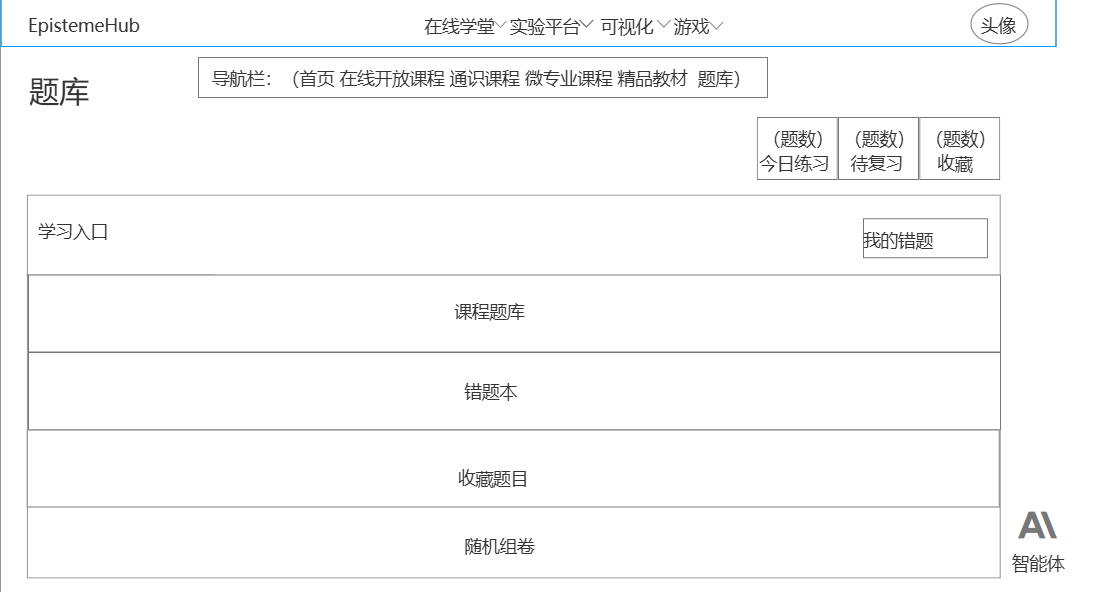 EpistemeHub 在线学堂 实验平台 可视化 游戏 头像
题库
导航栏：（首页 在线开放课程 通识课程 微专业课程 精品教材 题库）
（题数） （题数） （题数）
今日练习 待复习 收藏
学习入口
我的错题
课程题库
错题本
收藏题目
随机组卷
A\
智能体